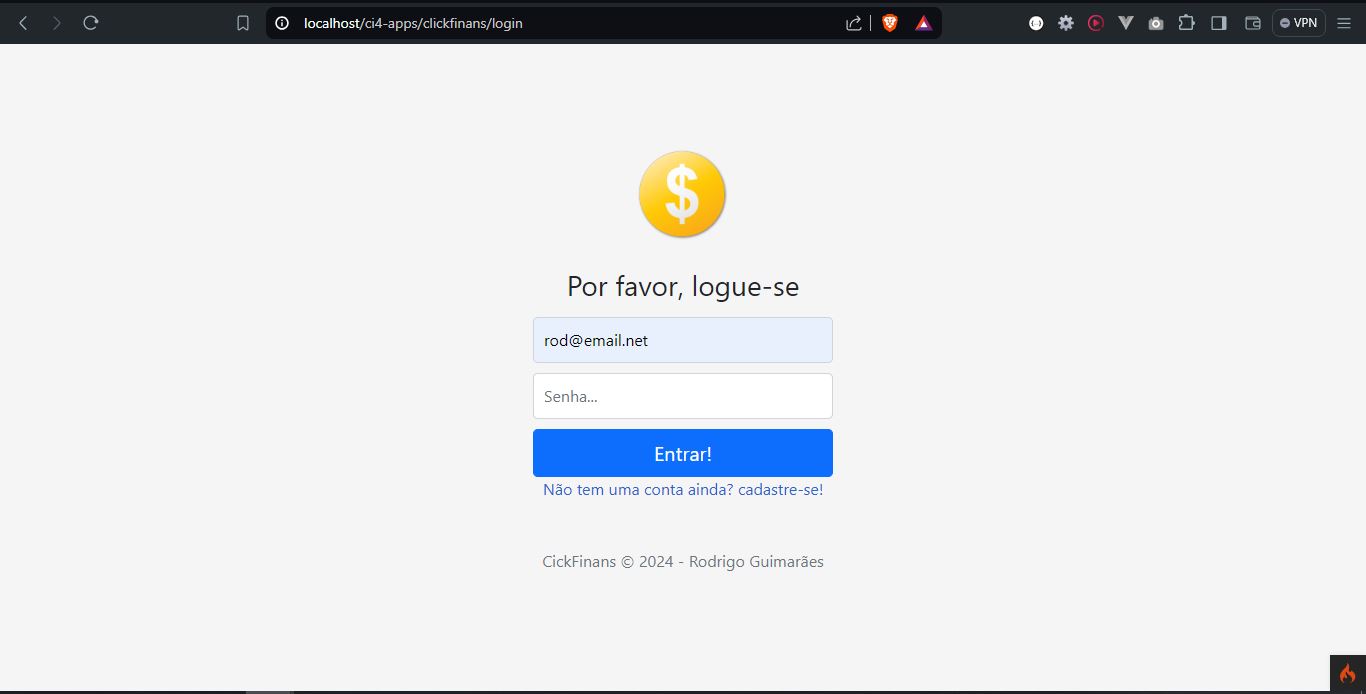 localhost/ci4-apps/clickfinans/login
VPN
$
Por favor, logue-se
rod@email.net
Senha...
Entrar!
Não tem uma conta ainda? cadastre-se!
CickFinans © 2024 - Rodrigo Guimarães